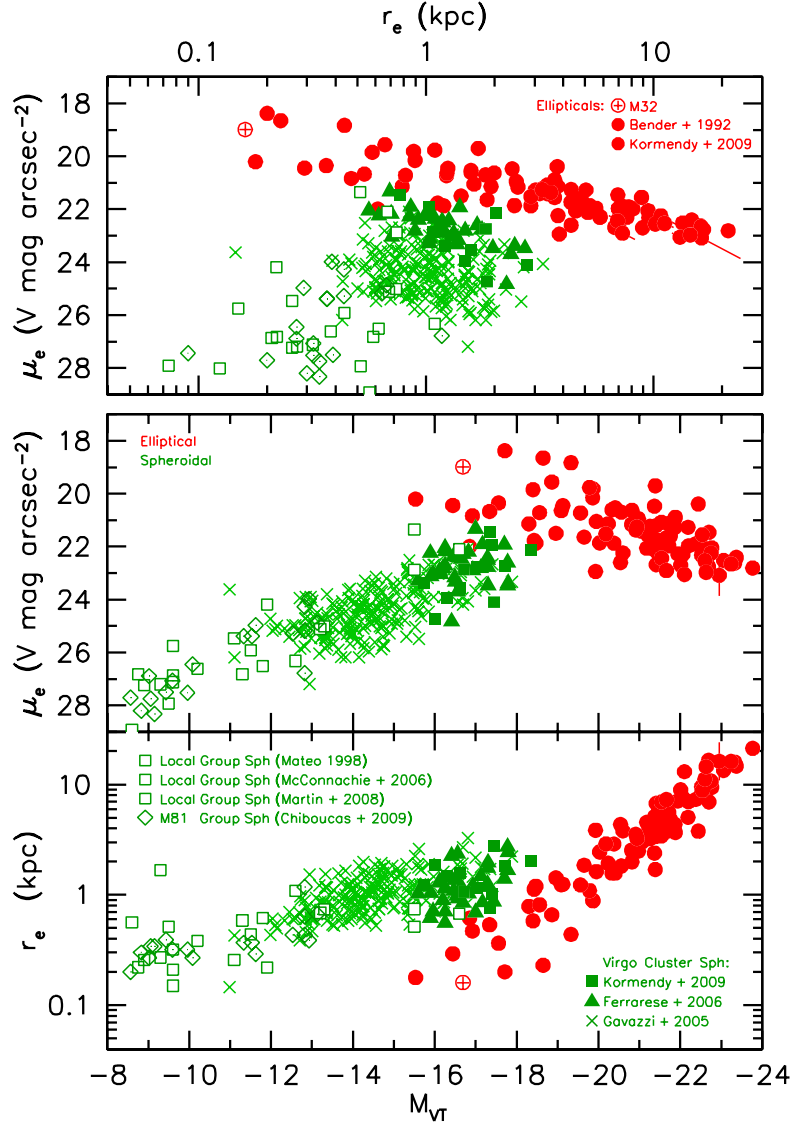 r_e (kpc)
0.1 1 10
18
20
22
24
26
28
μ_e (V mag arcsec⁻²)
Ellipticals: ⊕ M32
Bender + 1992
Kormendy + 2009
18
20
22
24
26
28
μ_e (V mag arcsec⁻²)
Elliptical
Spheroidal
10
1
0.1
r_e (kpc)
Local Group Sph (Mateo 1998)
Local Group Sph (McConnachie + 2006)
Local Group Sph (Martin + 2008)
M81 Group Sph (Chiboucas + 2009)
Virgo Cluster Sph:
Kormendy + 2009
Ferrarese + 2006
Gavazzi + 2005
−8 −10 −12 −14 −16 −18 −20 −22 −24
M_VT